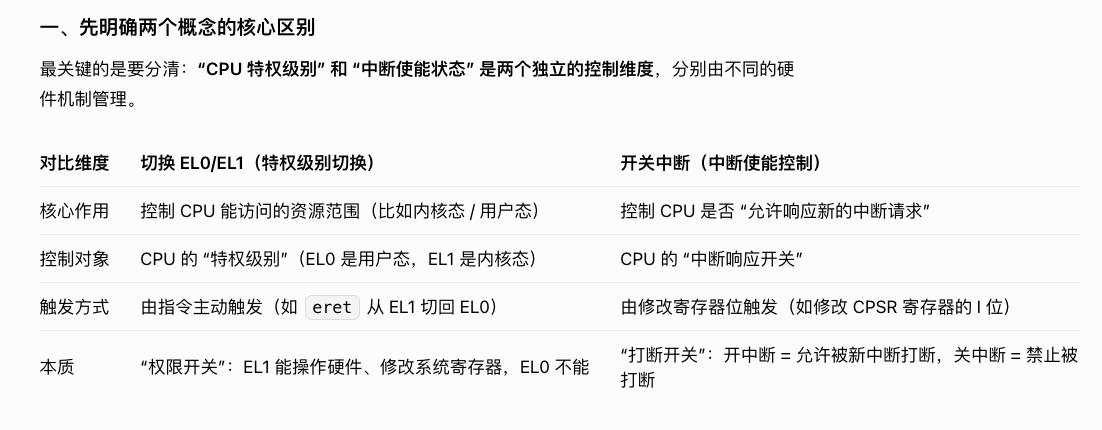 一、先明确两个概念的核心区别
最关键的是要分清：“CPU 特权级别” 和 “中断使能状态” 是两个独立的控制维度，分别由不同的硬
件机制管理。
对比维度 切换 EL0/EL1（特权级别切换） 开关中断（中断使能控制）
核心作用 控制 CPU 能访问的资源范围（比如内核态 / 用户态） 控制 CPU 是否 “允许响应新的中断请求”
控制对象 CPU 的 “特权级别”（EL0 是用户态，EL1 是内核态） CPU 的 “中断响应开关”
触发方式 由指令主动触发（如 eret 从 EL1 切回 EL0） 由修改寄存器位触发（如修改 CPSR 寄存器的 I 位）
本质 “权限开关”：EL1 能操作硬件、修改系统寄存器，EL0 不能 “打断开关”：开中断 = 允许被新中断打断，关中断 = 禁止被
打断